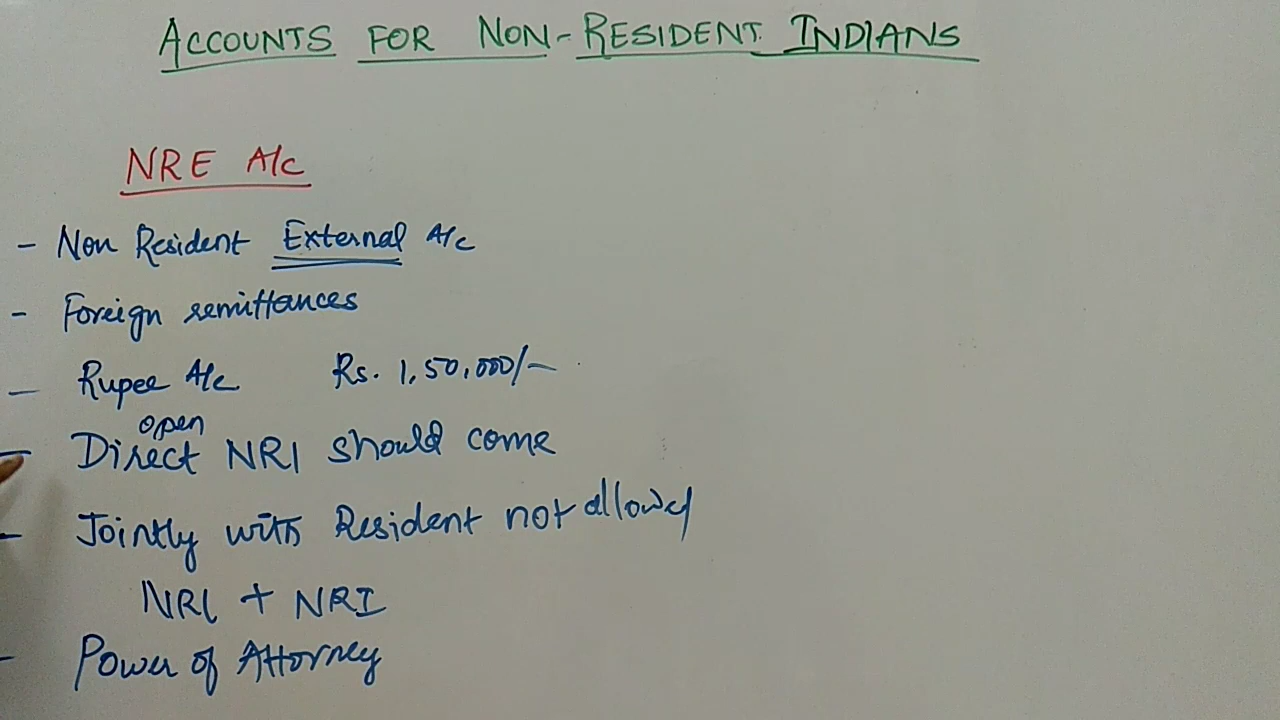 ACCOUNTS FOR NON-RESIDENT INDIANS
NRE A/c
- Non Resident External A/c
- Foreign remittances
- Rupee A/c Rs. 1,50,000/-
open
- Direct NRI should come
- Jointly with Resident not allowed
NRI + NRI
- Power of Attorney